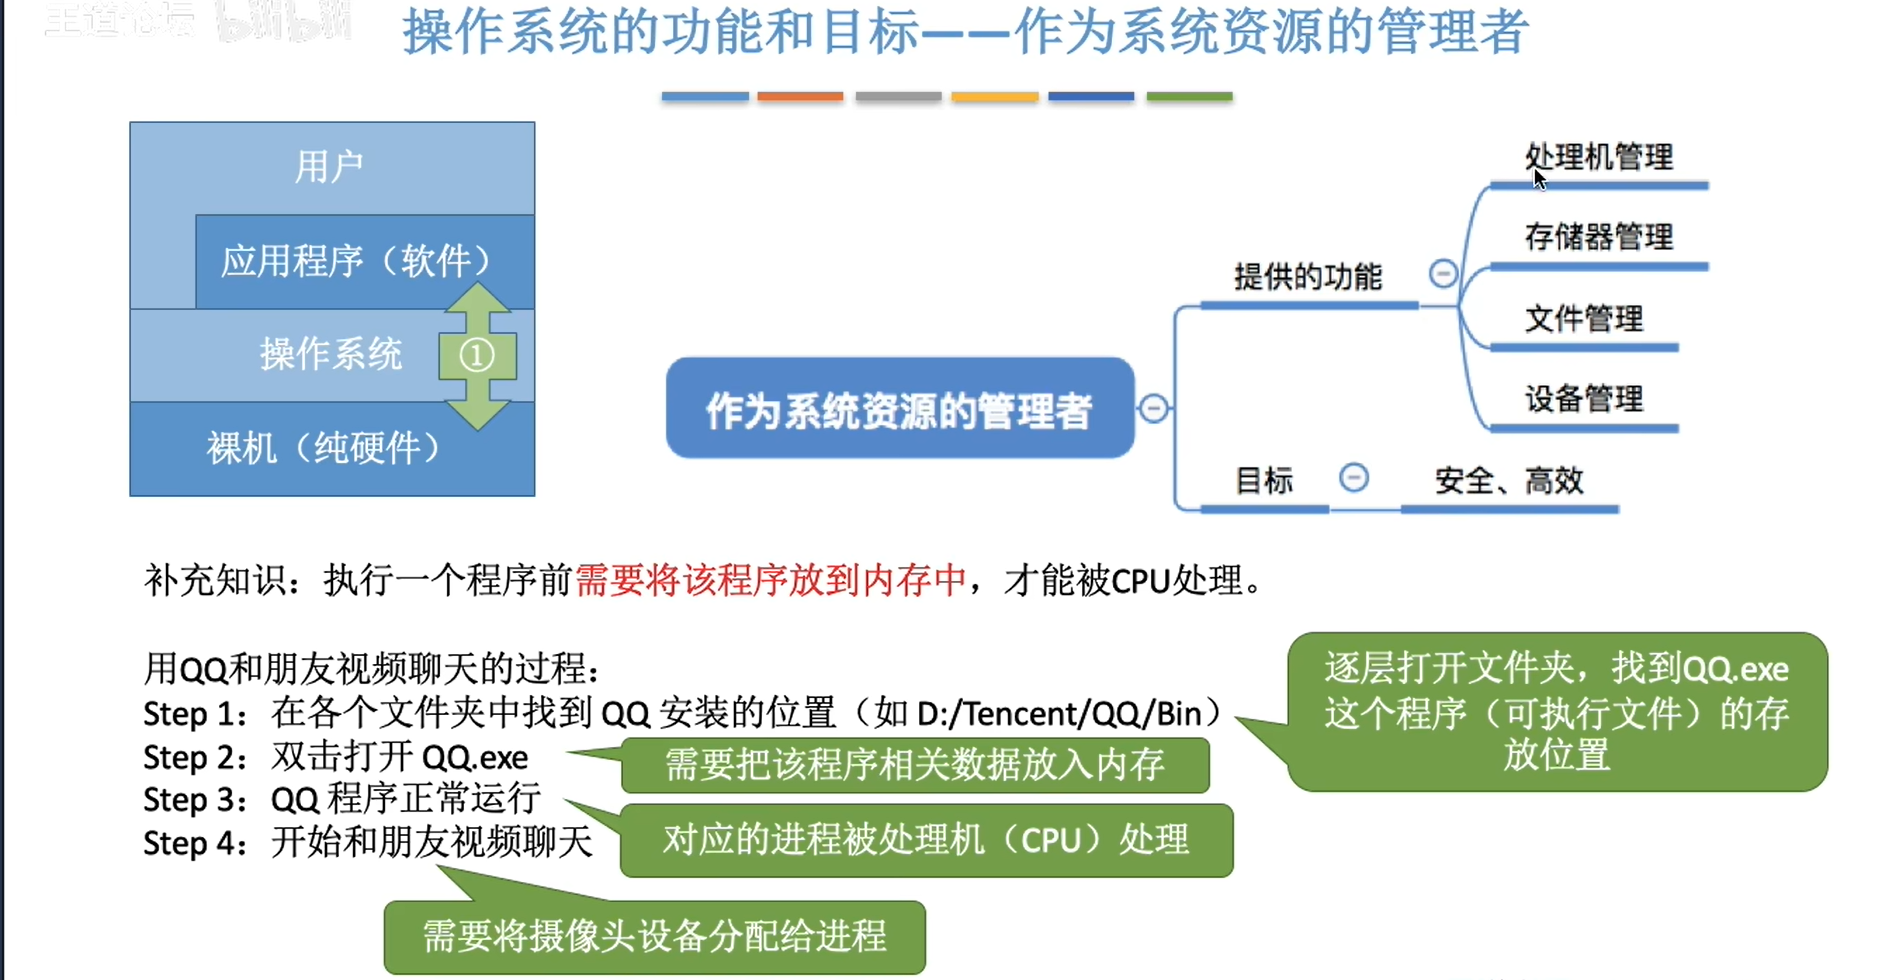 王道论坛 bilibili
操作系统的功能和目标——作为系统资源的管理者
用户
应用程序（软件）
操作系统
①
裸机（纯硬件）
作为系统资源的管理者
提供的功能
处理机管理
存储器管理
文件管理
设备管理
目标
安全、高效
补充知识：执行一个程序前需要将该程序放到内存中，才能被CPU处理。
用QQ和朋友视频聊天的过程：
Step 1：在各个文件夹中找到 QQ 安装的位置（如 D:/Tencent/QQ/Bin）
逐层打开文件夹，找到QQ.exe
这个程序（可执行文件）的存
放位置
Step 2：双击打开 QQ.exe
需要把该程序相关数据放入内存
Step 3：QQ 程序正常运行
对应的进程被处理机（CPU）处理
Step 4：开始和朋友视频聊天
需要将摄像头设备分配给进程